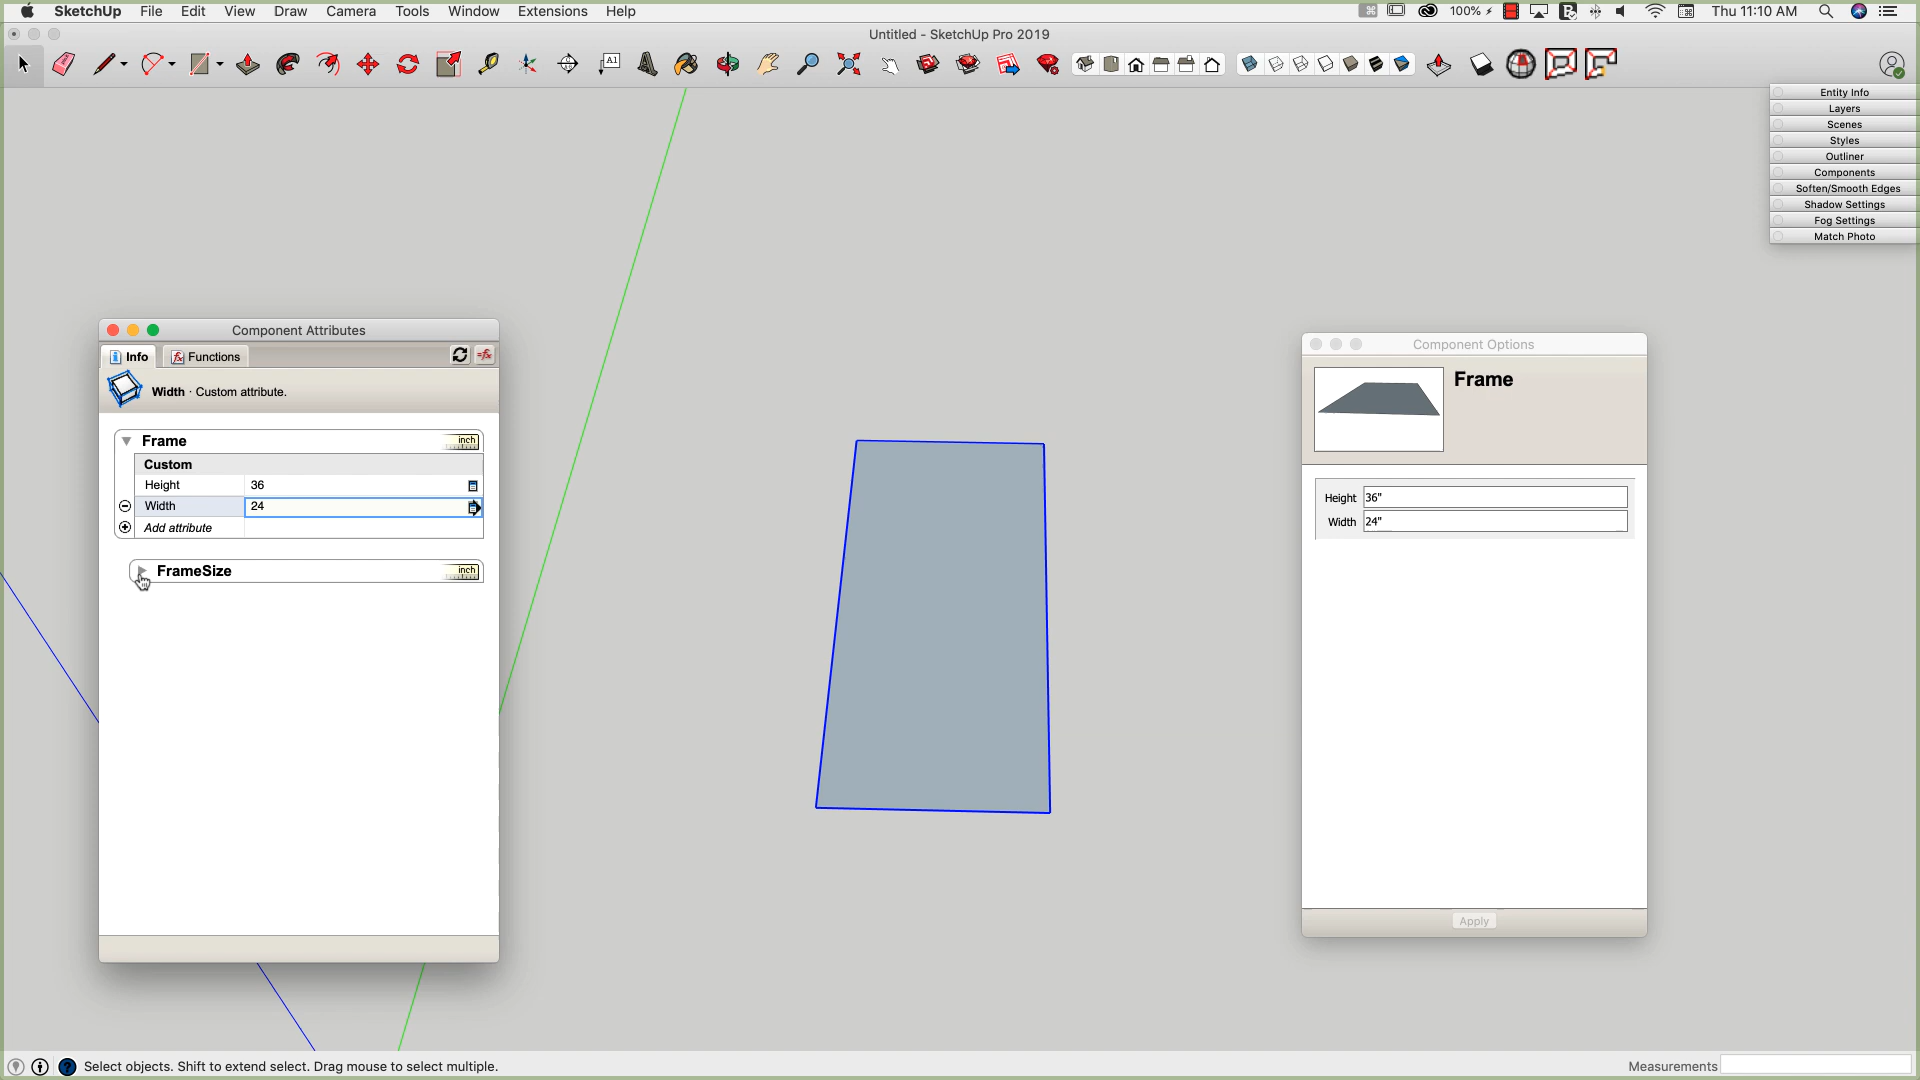 SketchUp File Edit View Draw Camera Tools Window Extensions Help 100% Thu 11:10 AM
Untitled - SketchUp Pro 2019
A1
Entity Info
Layers
Scenes
Styles
Outliner
Components
Soften/Smooth Edges
Shadow Settings
Fog Settings
Match Photo
Component Attributes
Info Functions =fx
Width · Custom attribute.
Frame inch
Custom
Height 36
Width 24
Add attribute
FrameSize inch
Component Options
Frame
Height 36"
Width 24"
Apply
Select objects. Shift to extend select. Drag mouse to select multiple.
Measurements